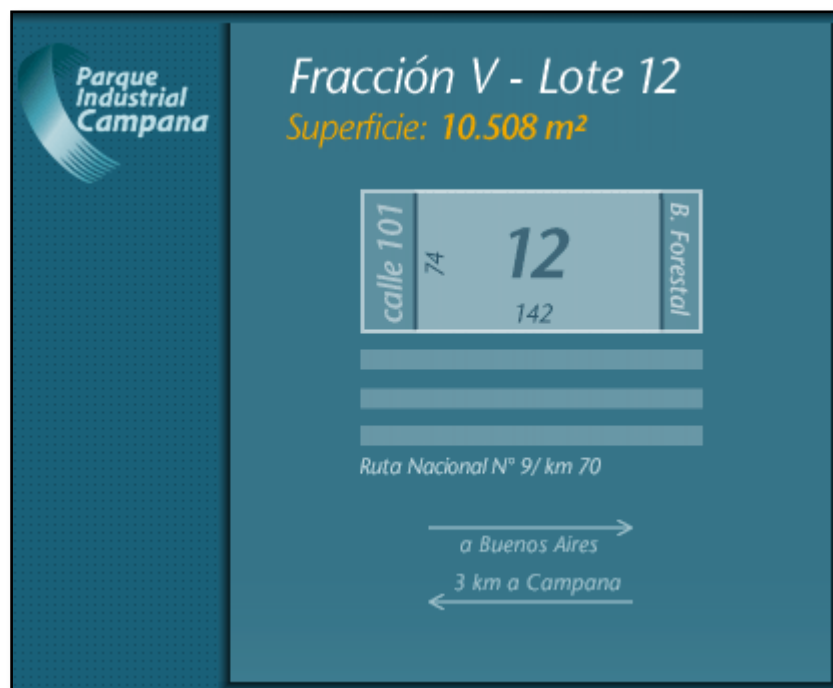 Parque
Industrial
Campana
Fracción V - Lote 12
Superficie: 10.508 m²
calle 101
74
12
142
B. Forestal
Ruta Nacional N° 9/ km 70
a Buenos Aires
3 km a Campana